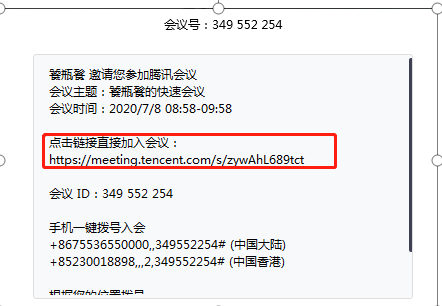 会议号：349 552 254
饕瓶餮 邀请您参加腾讯会议
会议主题：饕瓶餮的快速会议
会议时间：2020/7/8 08:58-09:58
点击链接直接加入会议：
https://meeting.tencent.com/s/zywAhL689tct
会议 ID：349 552 254
手机一键拨号入会
+8675536550000,,349552254# (中国大陆)
+85230018898,,,2,349552254# (中国香港)
根据您的位置拨号